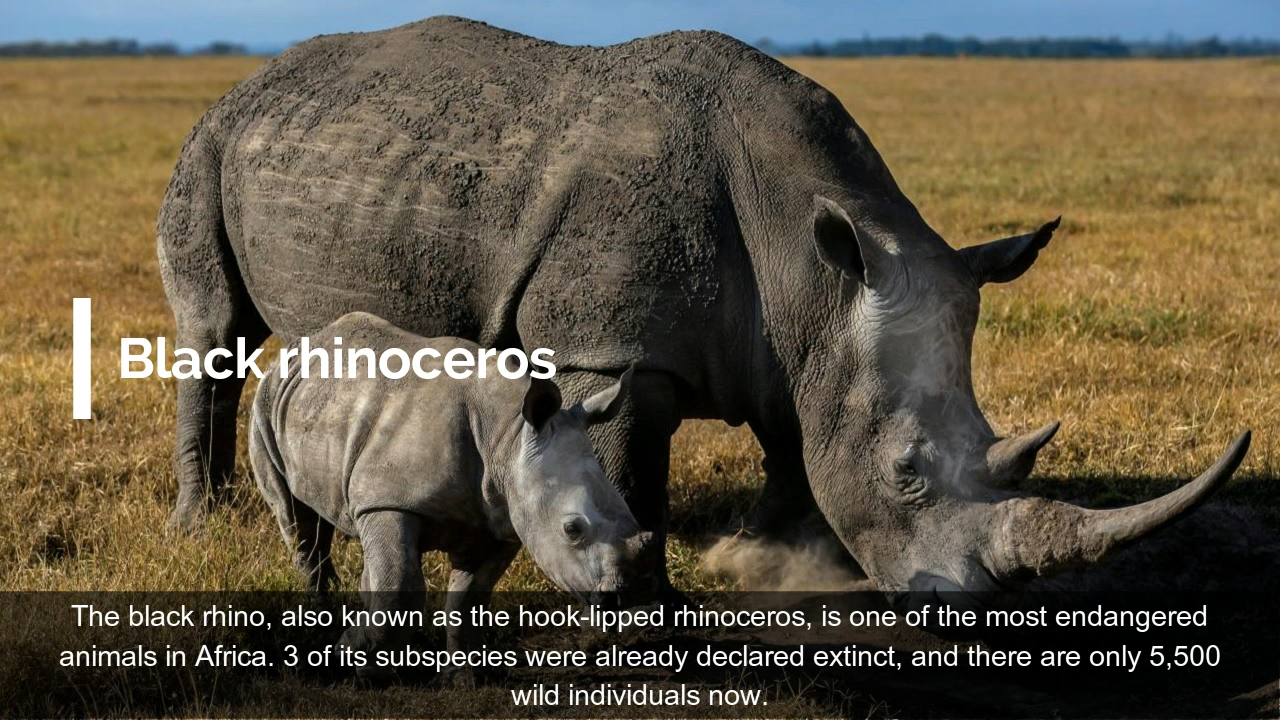 Black rhinoceros
The black rhino, also known as the hook-lipped rhinoceros, is one of the most endangered
animals in Africa. 3 of its subspecies were already declared extinct, and there are only 5,500
wild individuals now.